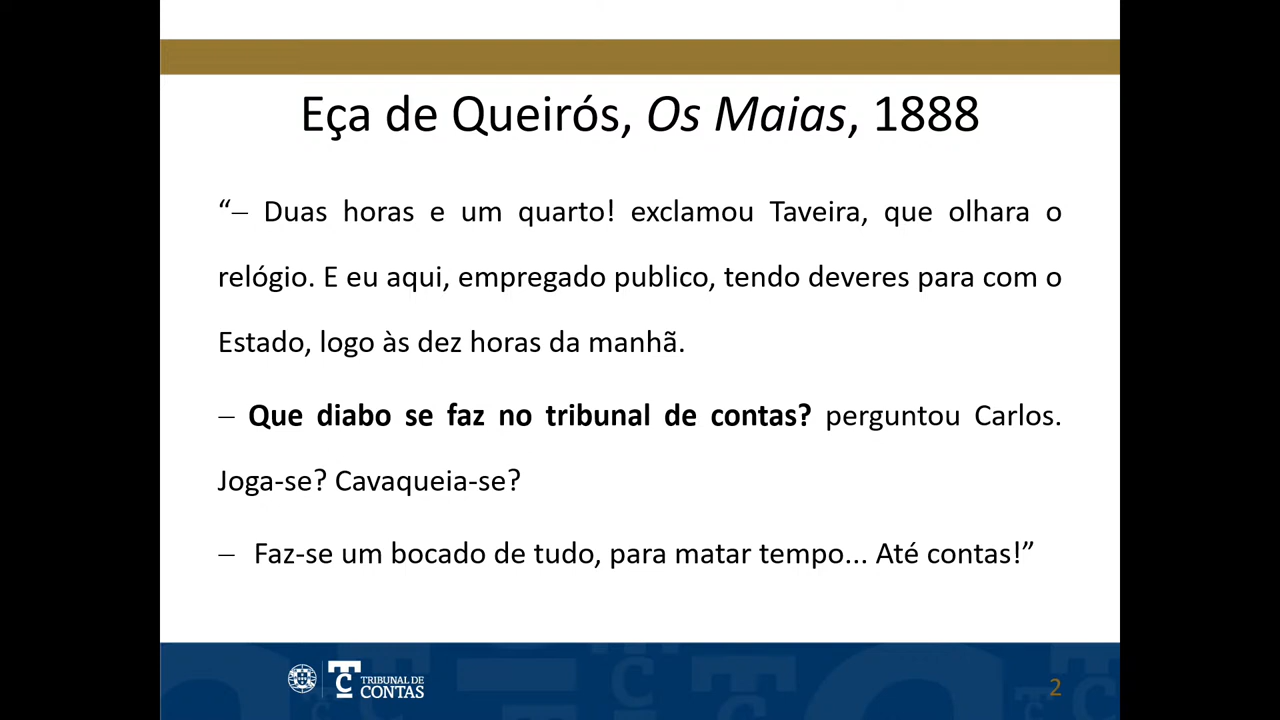 Eça de Queirós, Os Maias, 1888
“– Duas horas e um quarto! exclamou Taveira, que olhara o
relógio. E eu aqui, empregado publico, tendo deveres para com o
Estado, logo às dez horas da manhã.
– Que diabo se faz no tribunal de contas? perguntou Carlos.
Joga-se? Cavaqueia-se?
– Faz-se um bocado de tudo, para matar tempo... Até contas!”
TC
TRIBUNAL DE
CONTAS
2